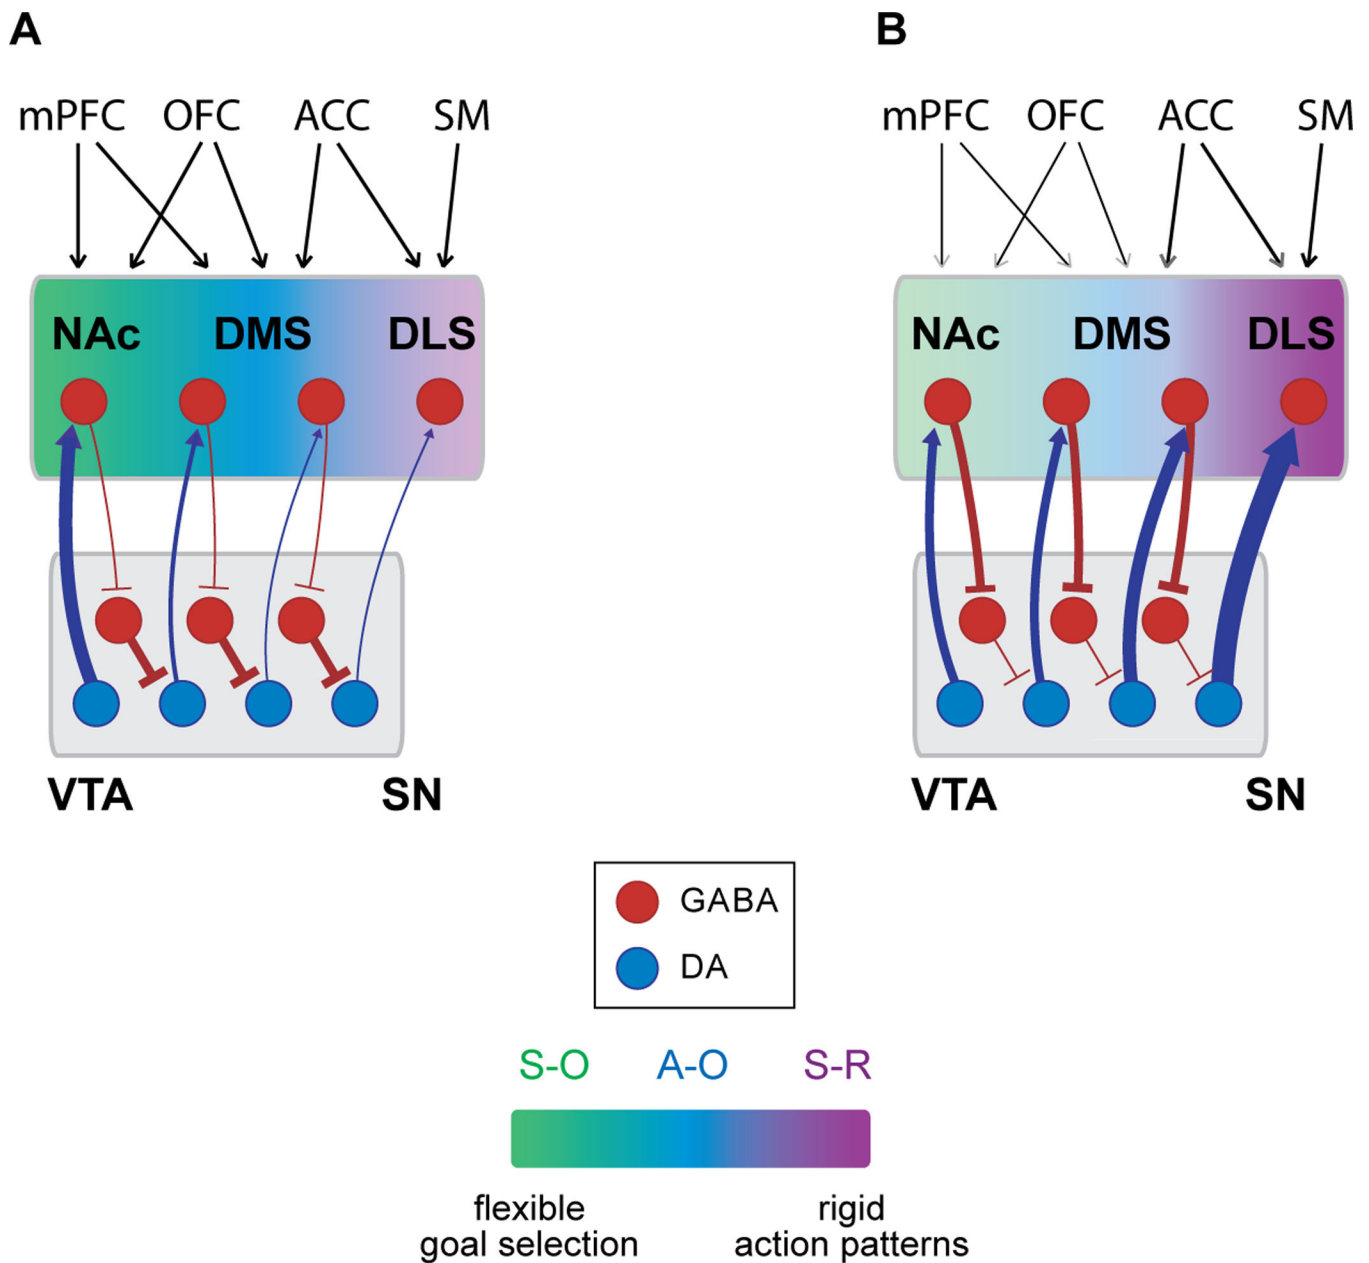 A
B
mPFC OFC ACC SM
mPFC OFC ACC SM
NAc DMS DLS
NAc DMS DLS
VTA SN
VTA SN
GABA
DA
S-O A-O S-R
flexible
goal selection
rigid
action patterns